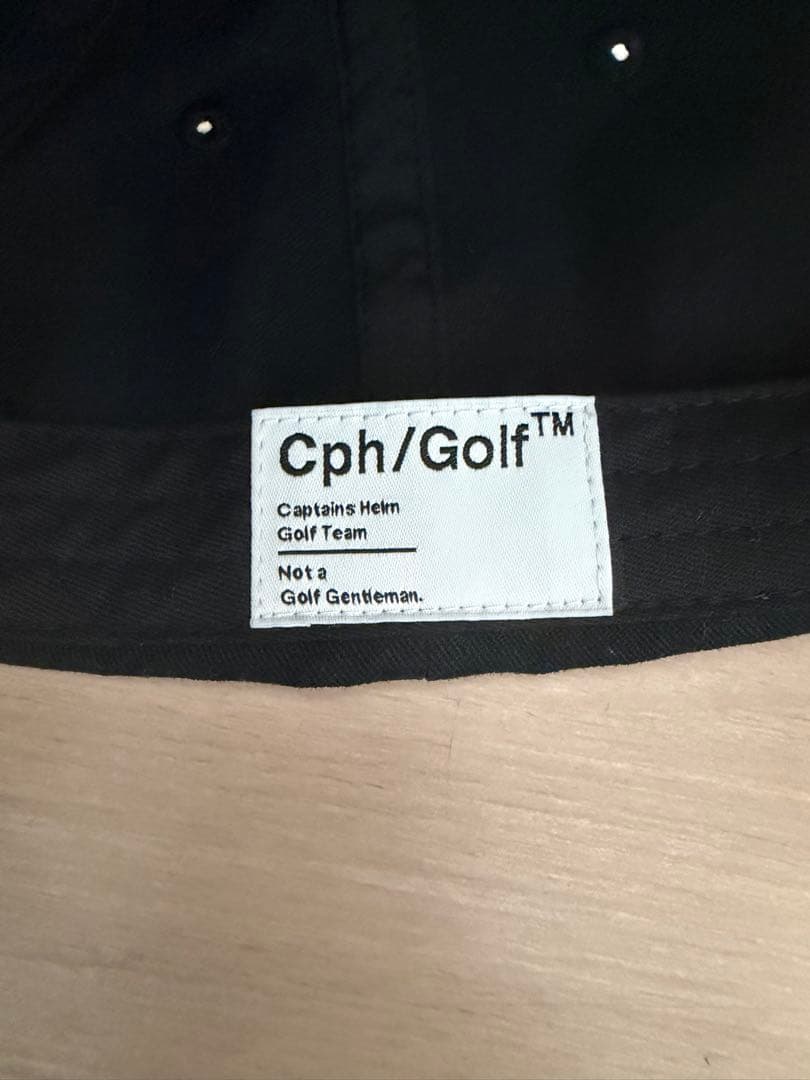 Cph/Golf™
Captains Helm
Golf Team
Not a
Golf Gentleman.